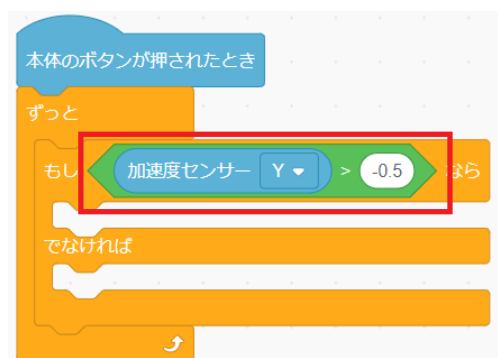 本体のボタンが押されたとき
ずっと
もし 加速度センサー Y > -0.5 なら
でなければ